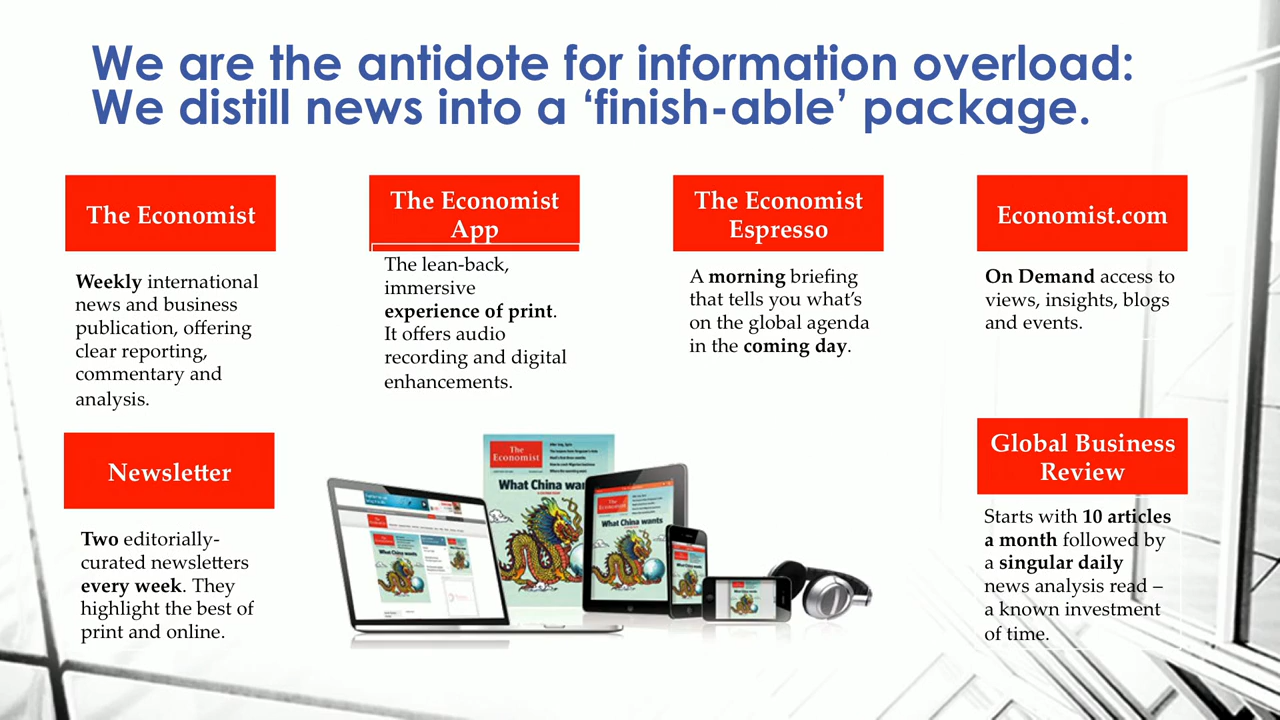 We are the antidote for information overload:
We distill news into a ‘finish-able’ package.
The Economist
Weekly international
news and business
publication, offering
clear reporting,
commentary and
analysis.
The Economist
App
The lean-back,
immersive
experience of print.
It offers audio
recording and digital
enhancements.
The Economist
Espresso
A morning briefing
that tells you what’s
on the global agenda
in the coming day.
Economist.com
On Demand access to
views, insights, blogs
and events.
Newsletter
Two editorially-
curated newsletters
every week. They
highlight the best of
print and online.
The
Economist
What China wan
What China wants
Global Business
Review
Starts with 10 articles
a month followed by
a singular daily
news analysis read –
a known investment
of time.